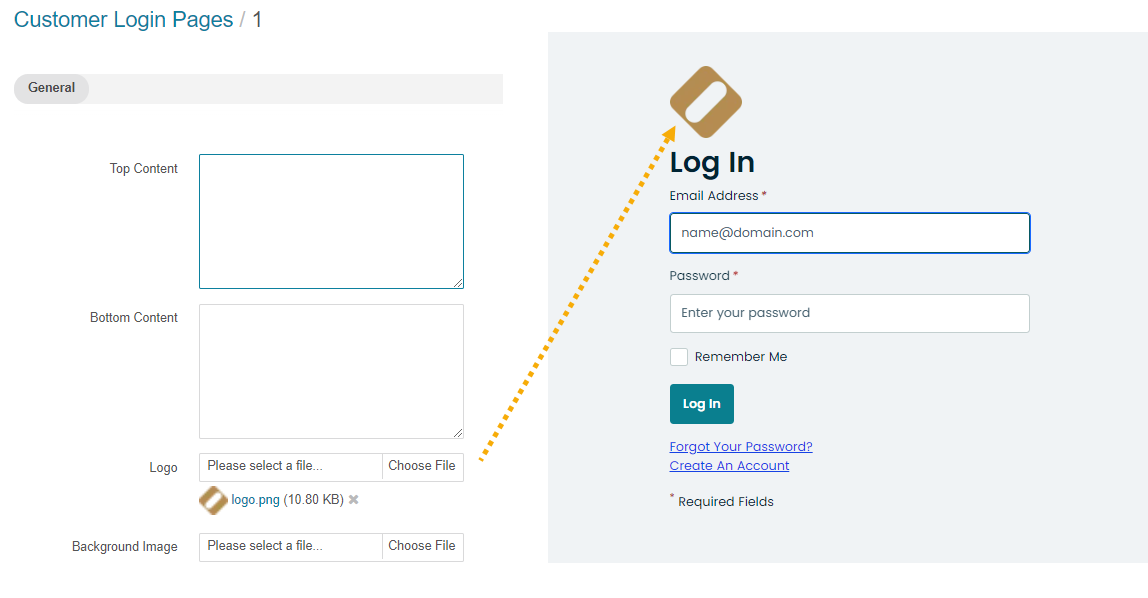 Customer Login Pages / 1
General
Top Content
Bottom Content
Logo
Please select a file...
Choose File
logo.png (10.80 KB) ✖
Background Image
Please select a file...
Choose File
Log In
Email Address *
name@domain.com
Password *
Enter your password
Remember Me
Log In
Forgot Your Password?
Create An Account
* Required Fields